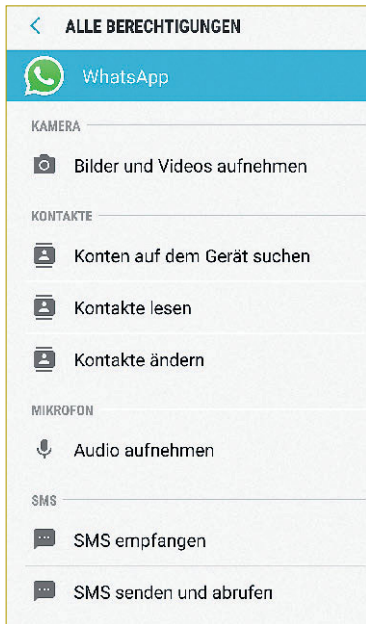 ALLE BERECHTIGUNGEN
WhatsApp
KAMERA
Bilder und Videos aufnehmen
KONTAKTE
Konten auf dem Gerät suchen
Kontakte lesen
Kontakte ändern
MIKROFON
Audio aufnehmen
SMS
SMS empfangen
SMS senden und abrufen